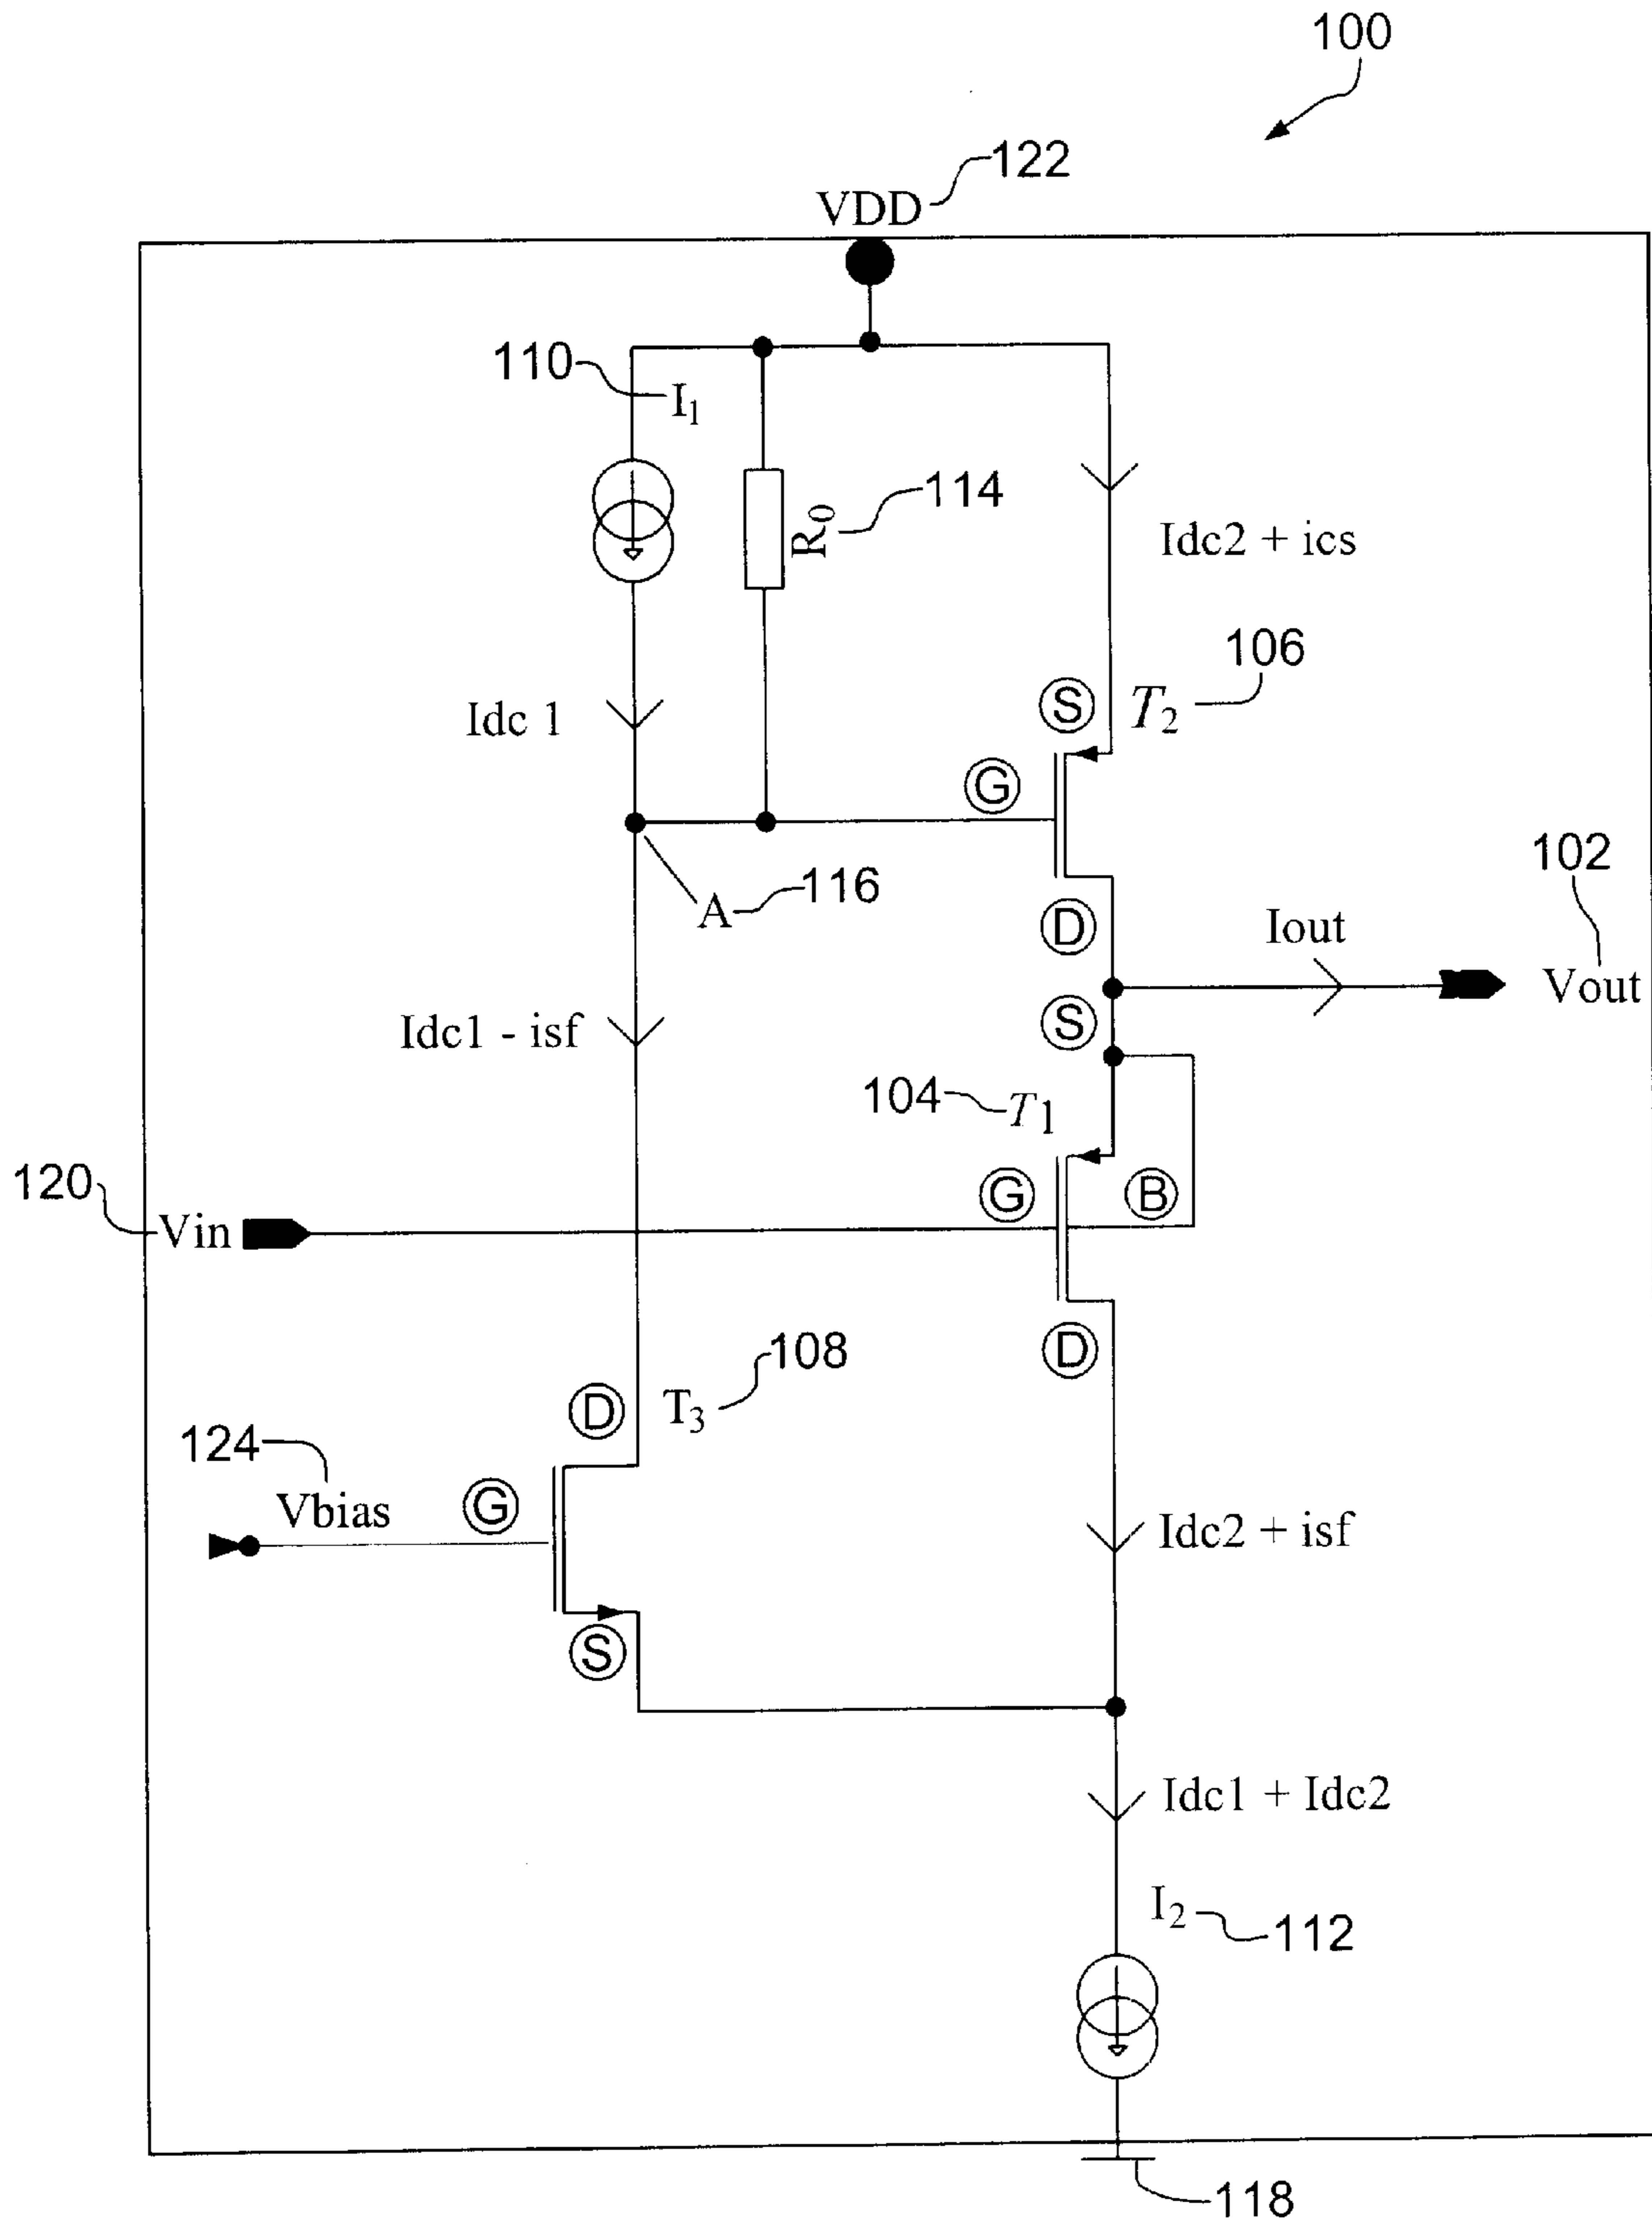 100
122
VDD
110
I₁
114
R₀
Idc2 + ics
106
S
T₂
Idc 1
G
102
116
A
D
Iout
Vout
S
Idc1 - isf
104
T1
120
G
B
Vin
D
108
D
T₃
124
G
Vbias
Idc2 + isf
S
Idc1 + Idc2
I₂
112
118